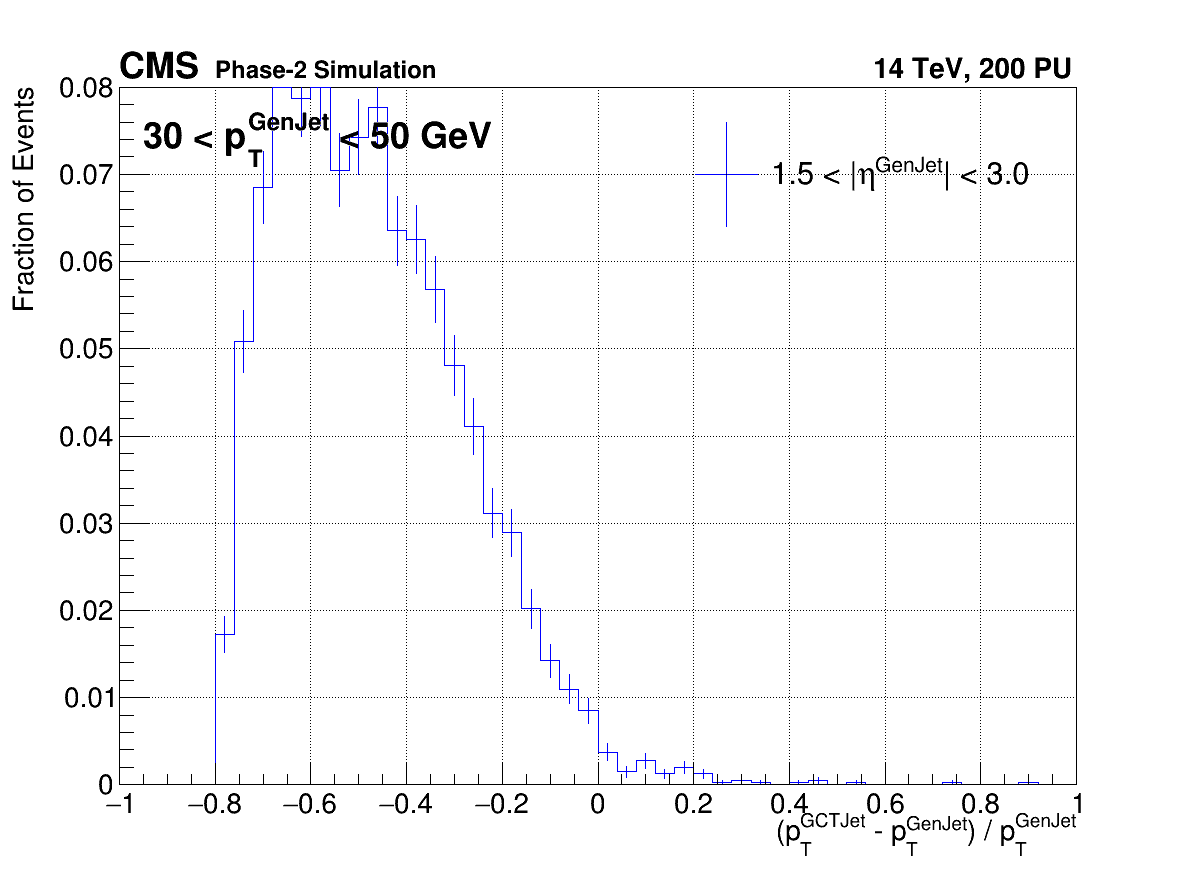 CMS Phase-2 Simulation 14 TeV, 200 PU
Fraction of Events
30 < p_T^GenJet < 50 GeV
1.5 < |η^GenJet| < 3.0
0.08
0.07
0.06
0.05
0.04
0.03
0.02
0.01
0
−1 −0.8 −0.6 −0.4 −0.2 0 0.2 0.4 0.6 0.8 1
(p_T^GCTJet - p_T^GenJet) / p_T^GenJet